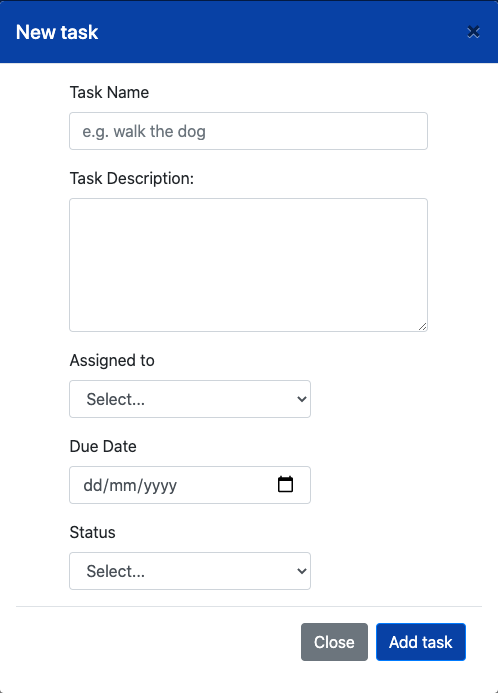 New task ×
Task Name
e.g. walk the dog
Task Description:
Assigned to
Select...
Due Date
dd/mm/yyyy
Status
Select...
Close Add task